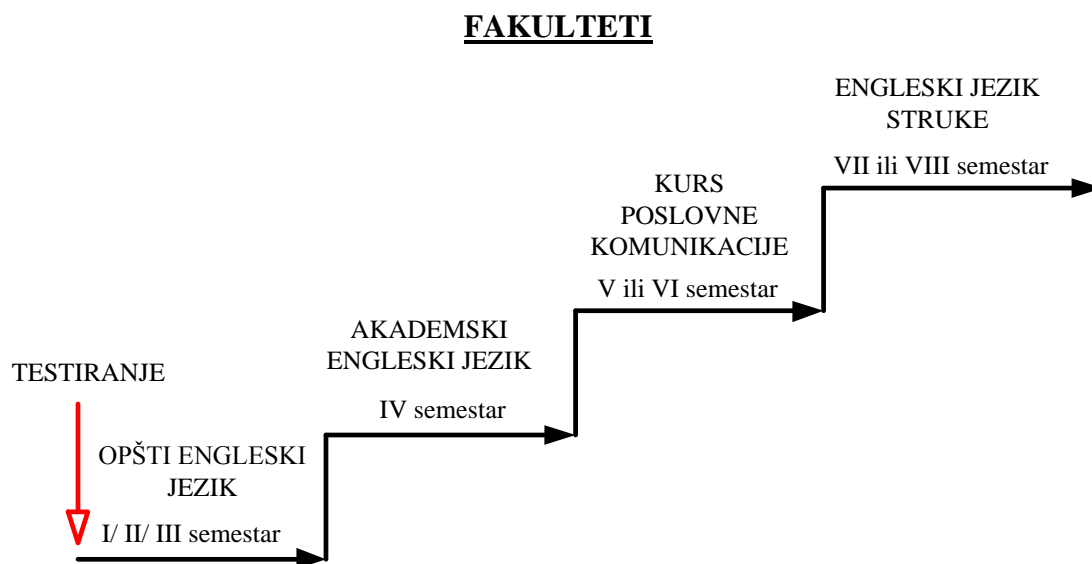 FAKULTETI
ENGLESKI JEZIK
STRUKE
VII ili VIII semestar
KURS
POSLOVNE
KOMUNIKACIJE
V ili VI semestar
AKADEMSKI
ENGLESKI JEZIK
IV semestar
TESTIRANJE
OPŠTI ENGLESKI
JEZIK
I/ II/ III semestar